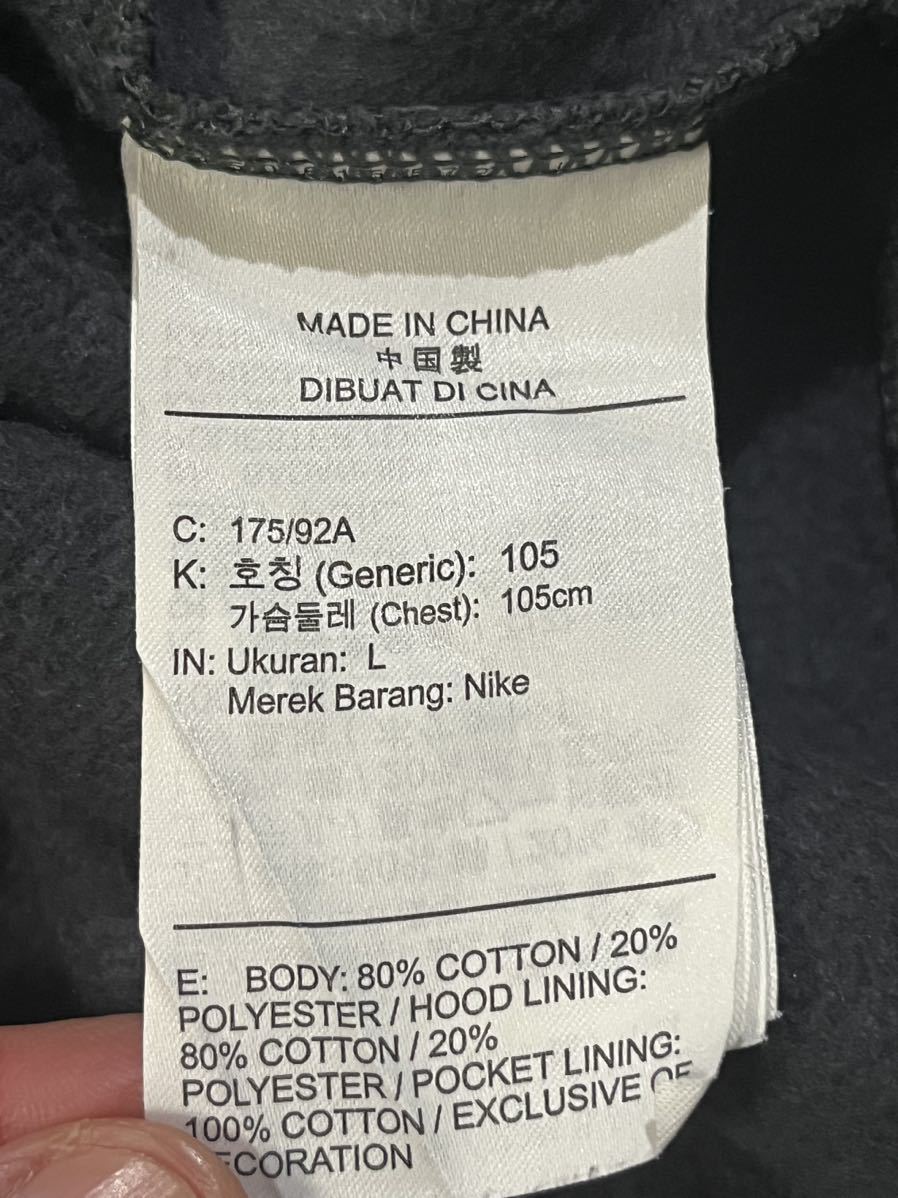 MADE IN CHINA
中国製
DIBUAT DI CINA
C: 175/92A
K: 호칭 (Generic): 105
가슴둘레 (Chest): 105cm
IN: Ukuran: L
Merek Barang: Nike
E: BODY: 80% COTTON / 20%
POLYESTER / HOOD LINING:
80% COTTON / 20%
POLYESTER / POCKET LINING:
100% COTTON / EXCLUSIVE OF
ECORATION